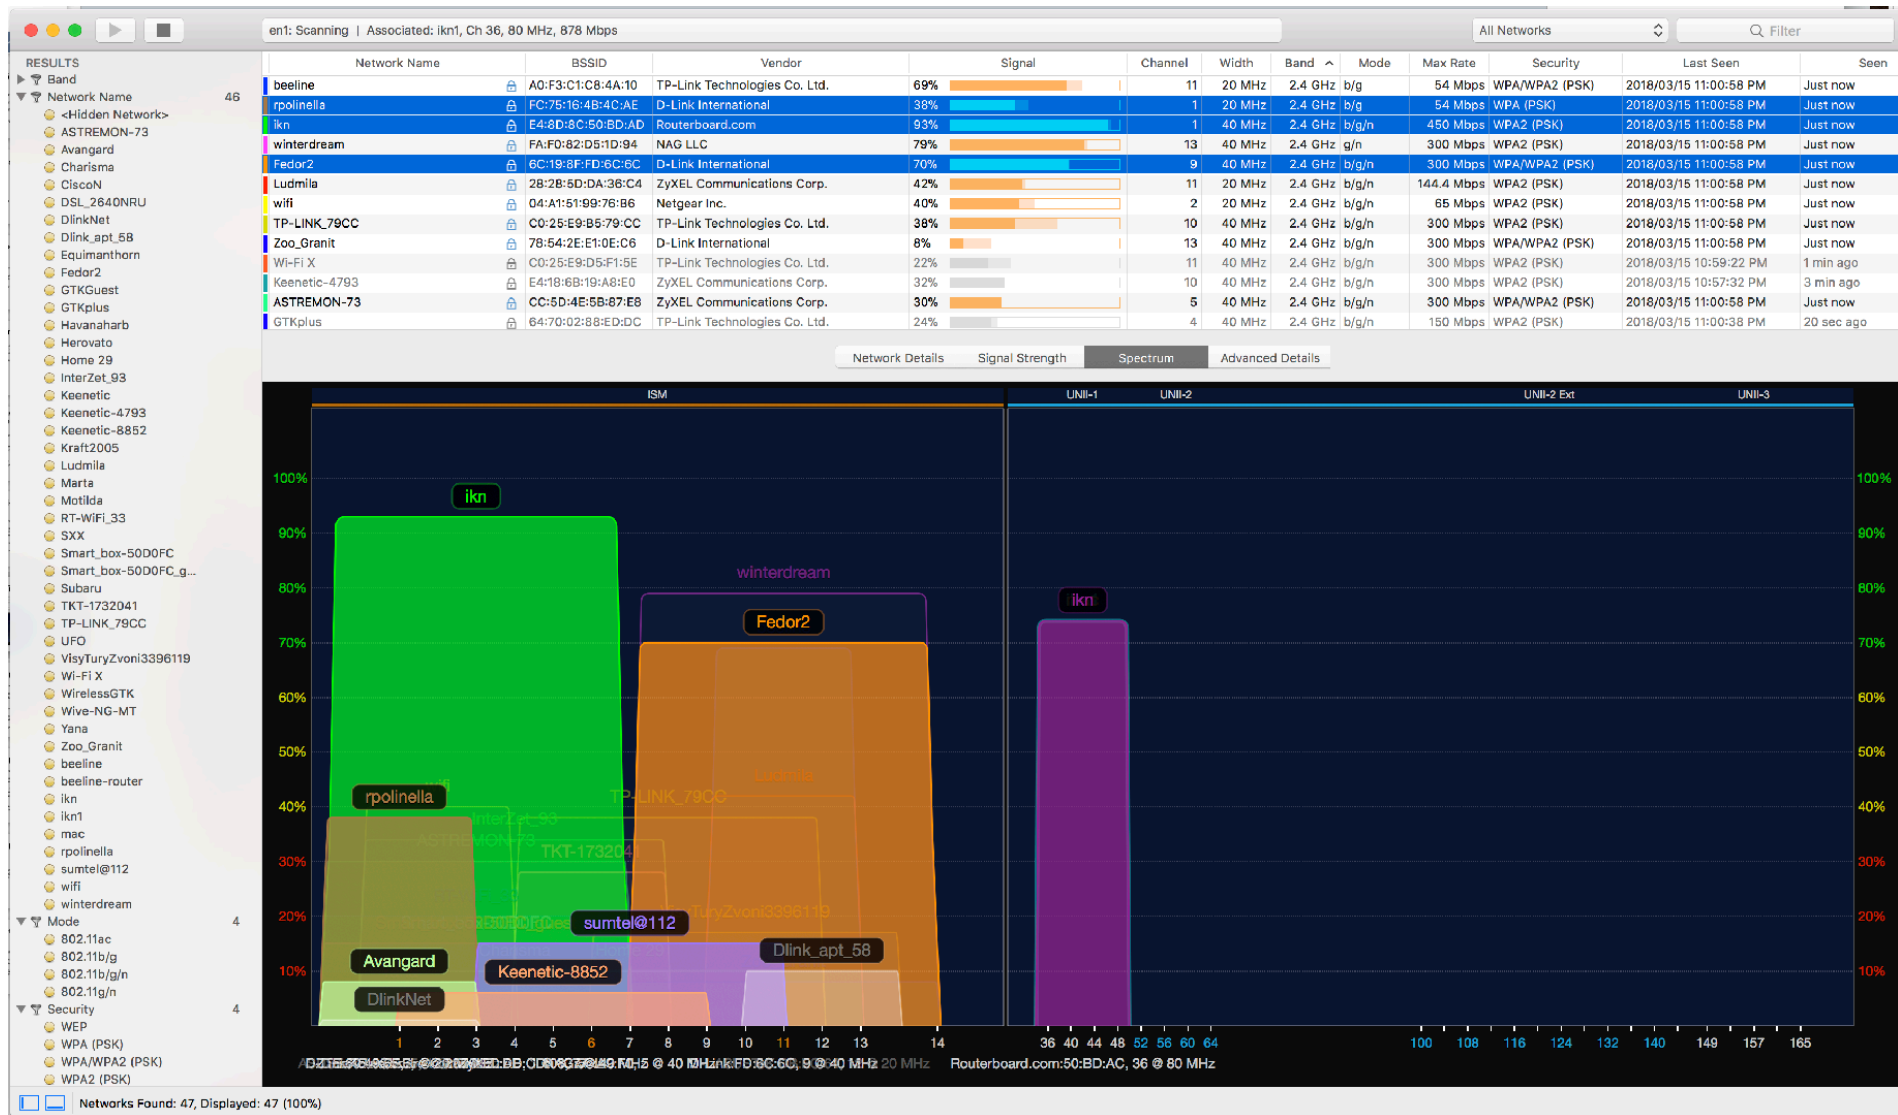 en1: Scanning | Associated: ikn1, Ch 36, 80 MHz, 878 Mbps
All Networks
Filter
RESULTS
Band
Network Name 46
<Hidden Network>
ASTREMON-73
Avangard
Charisma
CiscoN
DSL_2640NRU
DlinkNet
Dlink_apt_58
Equimanthorn
Fedor2
GTKGuest
GTKplus
Havanaharb
Herovato
Home 29
InterZet_93
Keenetic
Keenetic-4793
Keenetic-8852
Kraft2005
Ludmila
Marta
Motilda
RT-WiFi_33
SXX
Smart_box-50D0FC
Smart_box-50D0FC_g...
Subaru
TKT-1732041
TP-LINK_79CC
UFO
VisyTuryZvoni3396119
Wi-Fi X
WirelessGTK
Wive-NG-MT
Yana
Zoo_Granit
beeline
beeline-router
ikn
ikn1
mac
rpolinella
sumtel@112
wifi
winterdream
Mode 4
802.11ac
802.11b/g
802.11b/g/n
802.11g/n
Security 4
WEP
WPA (PSK)
WPA/WPA2 (PSK)
WPA2 (PSK)
Network Name BSSID Vendor Signal Channel Width Band Mode Max Rate Security Last Seen Seen
beeline A0:F3:C1:C8:4A:10 TP-Link Technologies Co. Ltd. 69% 11 20 MHz 2.4 GHz b/g 54 Mbps WPA/WPA2 (PSK) 2018/03/15 11:00:58 PM Just now
rpolinella FC:75:16:4B:4C:AE D-Link International 38% 1 20 MHz 2.4 GHz b/g 54 Mbps WPA (PSK) 2018/03/15 11:00:58 PM Just now
ikn E4:8D:8C:50:BD:AD Routerboard.com 93% 1 40 MHz 2.4 GHz b/g/n 450 Mbps WPA2 (PSK) 2018/03/15 11:00:58 PM Just now
winterdream FA:F0:82:D5:1D:94 NAG LLC 79% 13 40 MHz 2.4 GHz g/n 300 Mbps WPA2 (PSK) 2018/03/15 11:00:58 PM Just now
Fedor2 6C:19:8F:FD:6C:6C D-Link International 70% 9 40 MHz 2.4 GHz b/g/n 300 Mbps WPA/WPA2 (PSK) 2018/03/15 11:00:58 PM Just now
Ludmila 28:28:5D:DA:36:C4 ZyXEL Communications Corp. 42% 11 20 MHz 2.4 GHz b/g/n 144.4 Mbps WPA2 (PSK) 2018/03/15 11:00:58 PM Just now
wifi 04:A1:51:99:76:B6 Netgear Inc. 40% 2 20 MHz 2.4 GHz b/g/n 65 Mbps WPA2 (PSK) 2018/03/15 11:00:58 PM Just now
TP-LINK_79CC C0:25:E9:B5:79:CC TP-Link Technologies Co. Ltd. 38% 10 40 MHz 2.4 GHz b/g/n 300 Mbps WPA2 (PSK) 2018/03/15 11:00:58 PM Just now
Zoo_Granit 78:54:2E:E1:0E:C6 D-Link International 8% 13 40 MHz 2.4 GHz b/g/n 300 Mbps WPA/WPA2 (PSK) 2018/03/15 11:00:58 PM Just now
Wi-Fi X C0:25:E9:D5:F1:5E TP-Link Technologies Co. Ltd. 22% 11 40 MHz 2.4 GHz b/g/n 300 Mbps WPA2 (PSK) 2018/03/15 10:59:22 PM 1 min ago
Keenetic-4793 E4:18:6B:19:A8:E0 ZyXEL Communications Corp. 32% 10 40 MHz 2.4 GHz b/g/n 300 Mbps WPA2 (PSK) 2018/03/15 10:57:32 PM 3 min ago
ASTREMON-73 CC:5D:4E:5B:87:E8 ZyXEL Communications Corp. 30% 5 40 MHz 2.4 GHz b/g/n 300 Mbps WPA/WPA2 (PSK) 2018/03/15 11:00:58 PM Just now
GTKplus 64:70:02:88:ED:DC TP-Link Technologies Co. Ltd. 24% 4 40 MHz 2.4 GHz b/g/n 150 Mbps WPA2 (PSK) 2018/03/15 11:00:38 PM 20 sec ago
Network Details Signal Strength Spectrum Advanced Details
ISM UNII-1 UNII-2 UNII-2 Ext UNII-3
100% 100%
ikn
90% 90%
winterdream
80% 80%
ikn
Fedor2
70% 70%
60% 60%
50% 50%
Ludmila
wifi
rpolinella TP-LINK_79CC
40% 40%
InterZet_93
ASTREMON-73
TKT-1732041
30% 30%
VisyTuryZvoni3396119
20% sumtel@112 20%
Dlink_apt_58
Avangard
10% Keenetic-8852 10%
DlinkNet
1 2 3 4 5 6 7 8 9 10 11 12 13 14 36 40 44 48 52 56 60 64 100 108 116 124 132 140 149 157 165
Routerboard.com:50:BD:AC, 36 @ 80 MHz
Networks Found: 47, Displayed: 47 (100%)